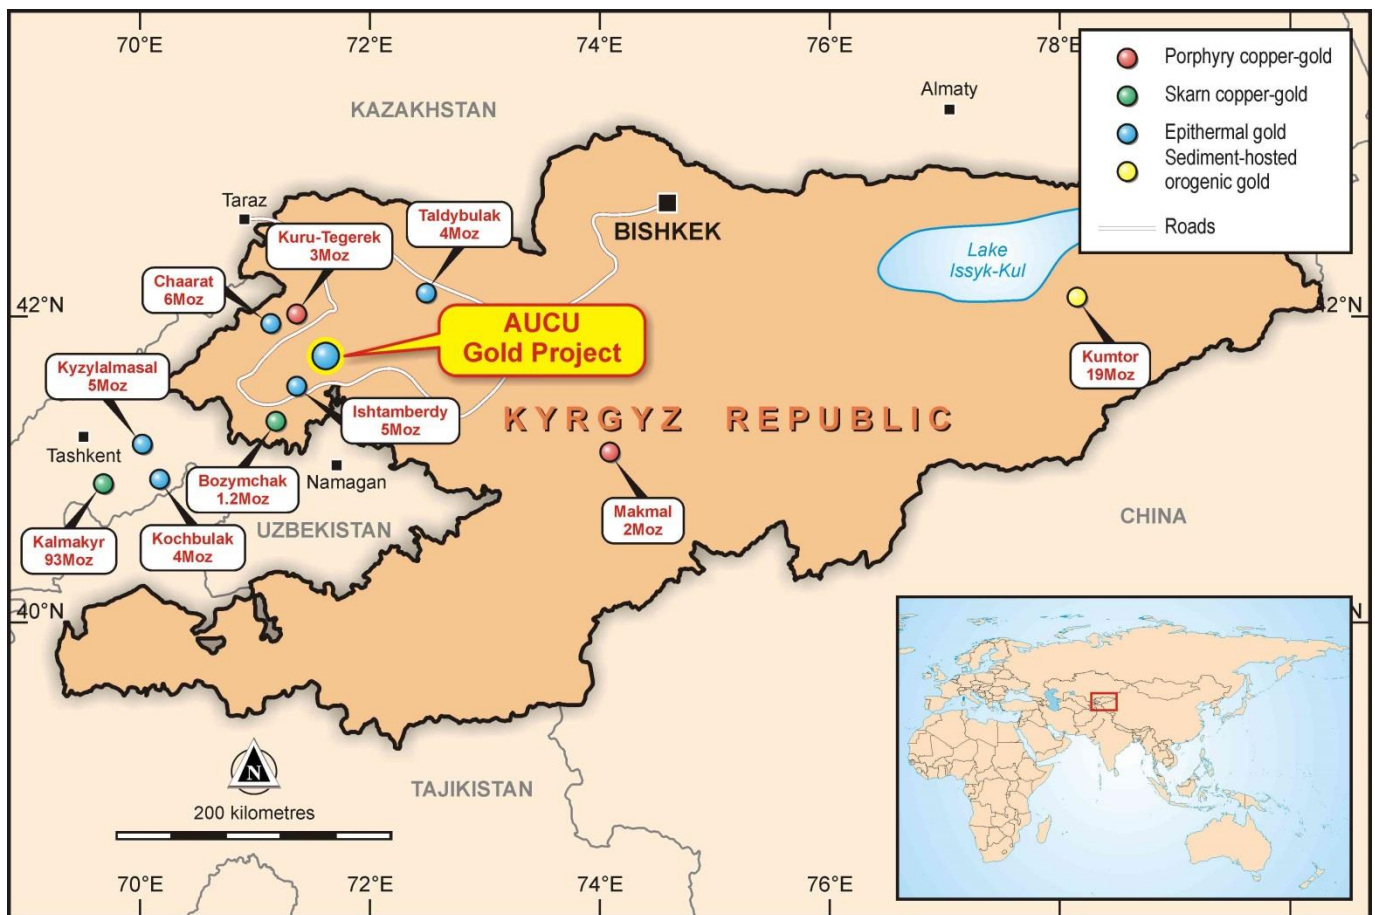 70°E
72°E
74°E
76°E
78°E
Porphyry copper-gold
Skarn copper-gold
Epithermal gold
Sediment-hosted
orogenic gold
Roads
KAZAKHSTAN
Almaty
Taraz
Kuru-Tegerek
3Moz
Taldybulak
4Moz
BISHKEK
Lake
Issyk-Kul
Chaarat
6Moz
42°N
42°N
AUCU
Gold Project
Kumtor
19Moz
Kyzylalmasal
5Moz
Ishtamberdy
5Moz
KYRGYZ REPUBLIC
Tashkent
Bozymchak
1.2Moz
Namagan
Makmal
2Moz
CHINA
UZBEKISTAN
Kalmakyr
93Moz
Kochbulak
4Moz
40°N
N
N
TAJIKISTAN
200 kilometres
70°E
72°E
74°E
76°E